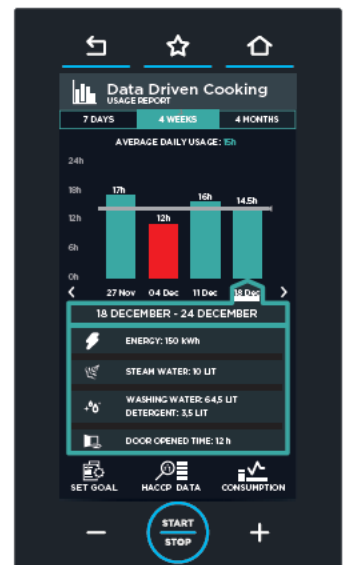 Data Driven Cooking
USAGE REPORT
7 DAYS 4 WEEKS 4 MONTHS
AVERAGE DAILY USAGE: 15h
24h
18h
12h
6h
0h
17h
12h
16h
14.5h
27 Nov 04 Dec 11 Dec 18 Dec
18 DECEMBER - 24 DECEMBER
ENERGY: 150 kWh
STEAM WATER: 10 LIT
WASHING WATER: 64,5 LIT
DETERGENT: 3,5 LIT
DOOR OPENED TIME: 12 h
SET GOAL HACCP DATA CONSUMPTION
START
STOP